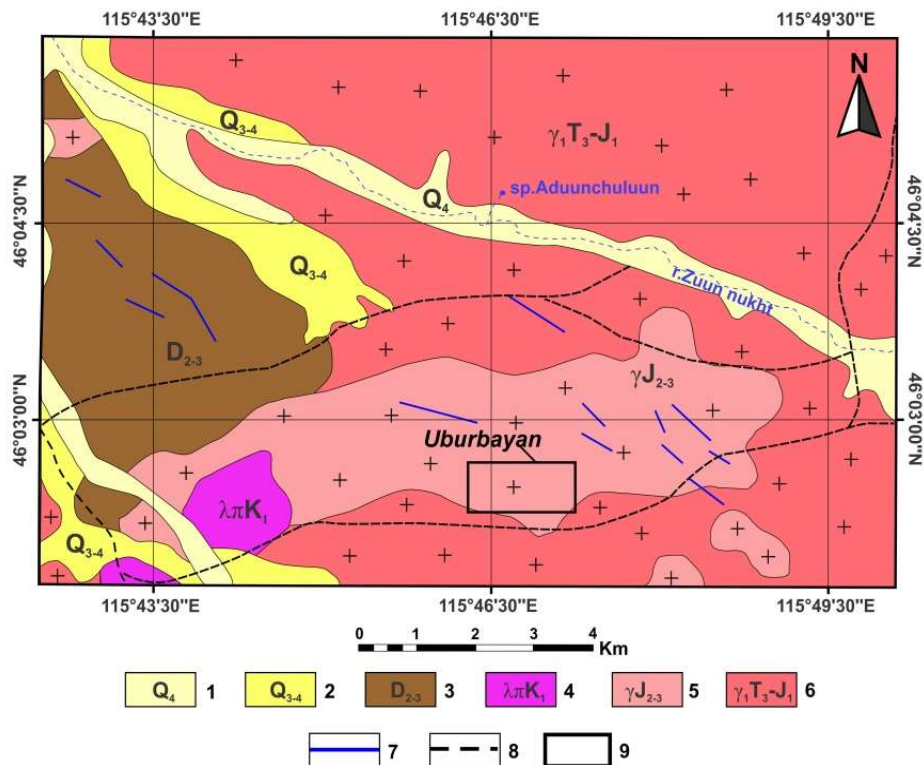 115°43'30"E 115°46'30"E 115°49'30"E
N
Q₃₋₄
γ₁T₃-J₁
sp.Aduunchuluun
Q₄
46°04'30"N 46°04'30"N
Q₃₋₄
r.Zuun nukht
D₂₋₃
γJ₂₋₃
46°03'00"N 46°03'00"N
Uburbayan
λπK₁
Q₃₋₄
115°43'30"E 115°46'30"E 115°49'30"E
0 1 2 3 4
Km
Q₄ 1 Q₃₋₄ 2 D₂₋₃ 3 λπK₁ 4 γJ₂₋₃ 5 γ₁T₃-J₁ 6
7 8 9